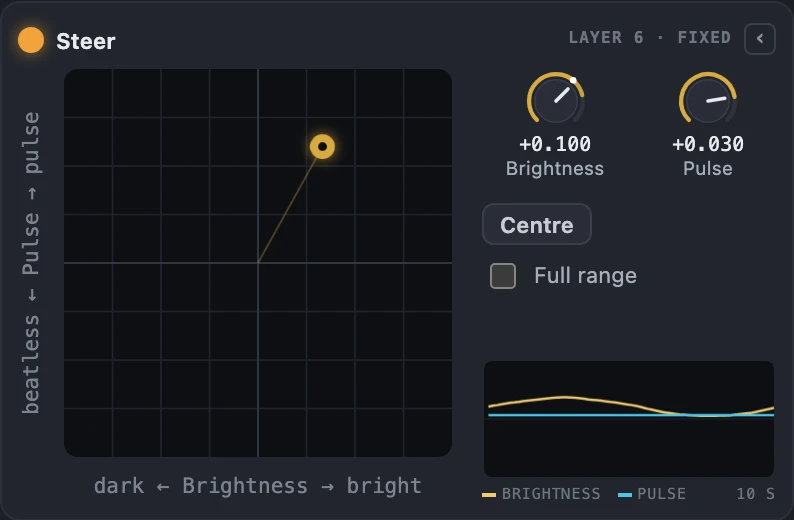 Steer
LAYER 6 · FIXED
<
beatless ← Pulse → pulse
dark ← Brightness → bright
+0.100
Brightness
+0.030
Pulse
Centre
Full range
BRIGHTNESS
PULSE
10 S